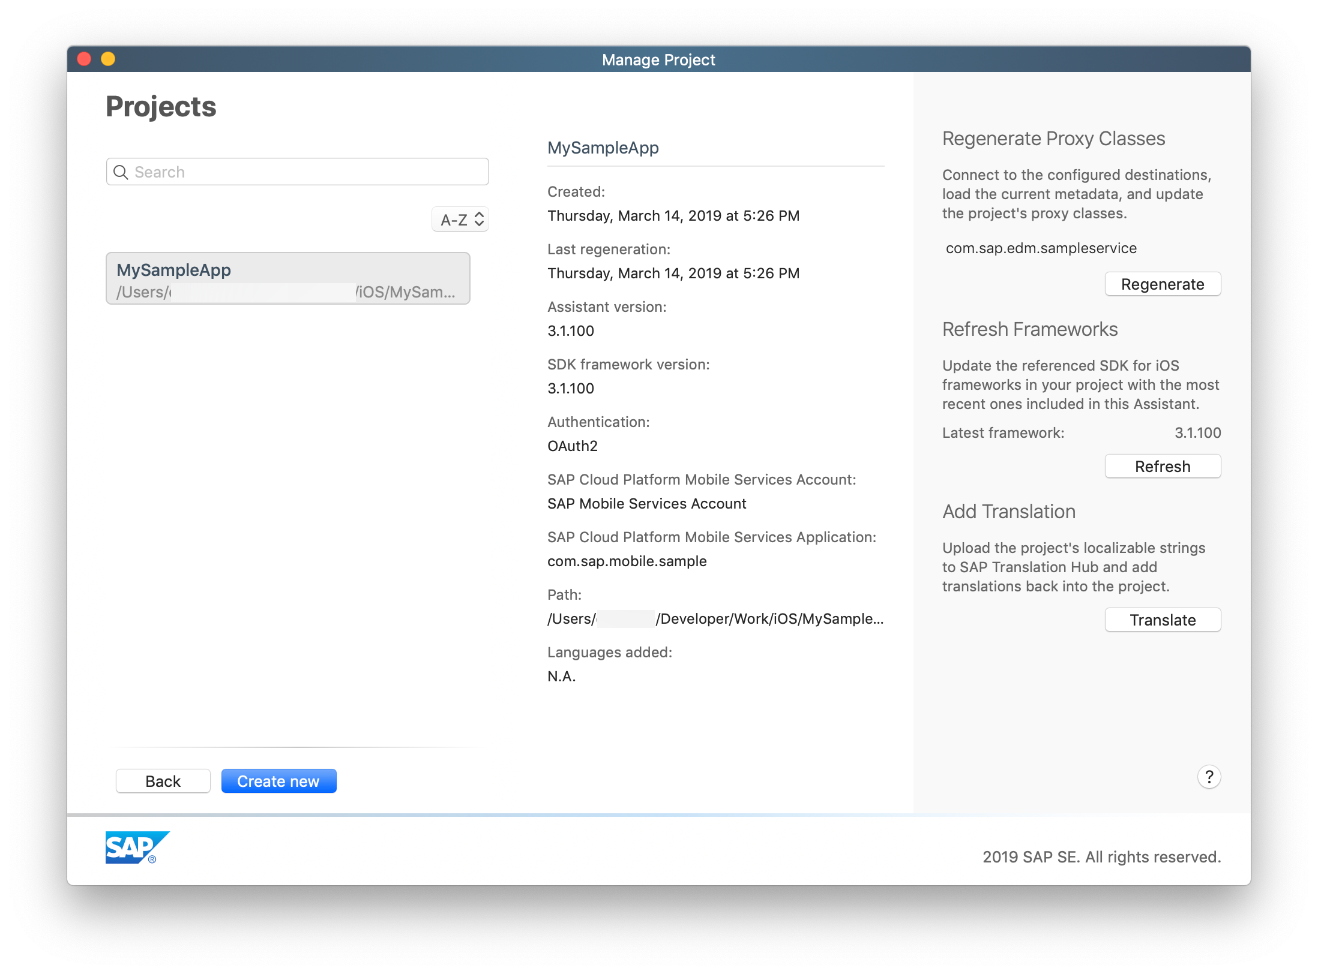 Manage Project
Projects
Search
A-Z
MySampleApp
/Users/ /iOS/MySam...
MySampleApp
Created:
Thursday, March 14, 2019 at 5:26 PM
Last regeneration:
Thursday, March 14, 2019 at 5:26 PM
Assistant version:
3.1.100
SDK framework version:
3.1.100
Authentication:
OAuth2
SAP Cloud Platform Mobile Services Account:
SAP Mobile Services Account
SAP Cloud Platform Mobile Services Application:
com.sap.mobile.sample
Path:
/Users/ /Developer/Work/iOS/MySample...
Languages added:
N.A.
Regenerate Proxy Classes
Connect to the configured destinations,
load the current metadata, and update
the project's proxy classes.
com.sap.edm.sampleservice
Regenerate
Refresh Frameworks
Update the referenced SDK for iOS
frameworks in your project with the most
recent ones included in this Assistant.
Latest framework: 3.1.100
Refresh
Add Translation
Upload the project's localizable strings
to SAP Translation Hub and add
translations back into the project.
Translate
Back
Create new
?
SAP®
2019 SAP SE. All rights reserved.